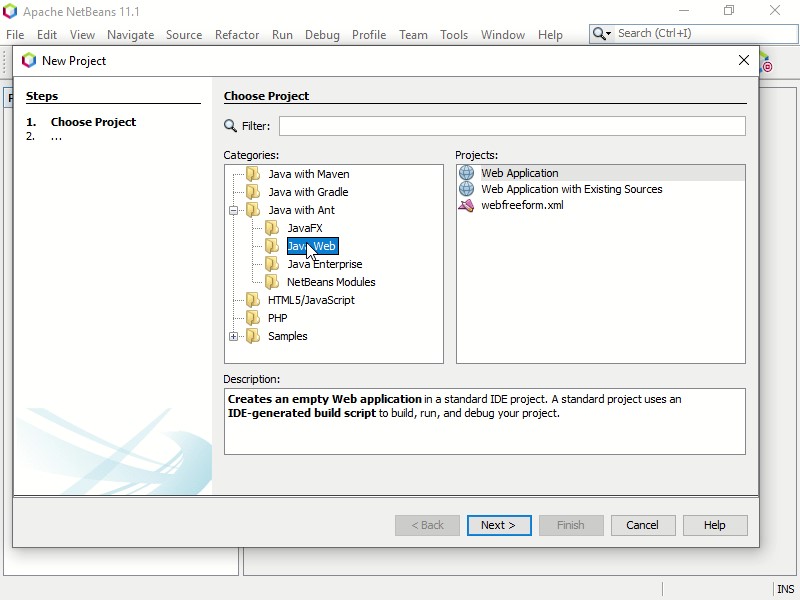 Apache NetBeans 11.1
File Edit View Navigate Source Refactor Run Debug Profile Team Tools Window Help
Search (Ctrl+I)
New Project
Steps
1. Choose Project
2. ...
Choose Project
Filter:
Categories:
Java with Maven
Java with Gradle
Java with Ant
JavaFX
Java Web
Java Enterprise
NetBeans Modules
HTML5/JavaScript
PHP
Samples
Projects:
Web Application
Web Application with Existing Sources
webfreeform.xml
Description:
Creates an empty Web application in a standard IDE project. A standard project uses an
IDE-generated build script to build, run, and debug your project.
< Back Next > Finish Cancel Help
INS